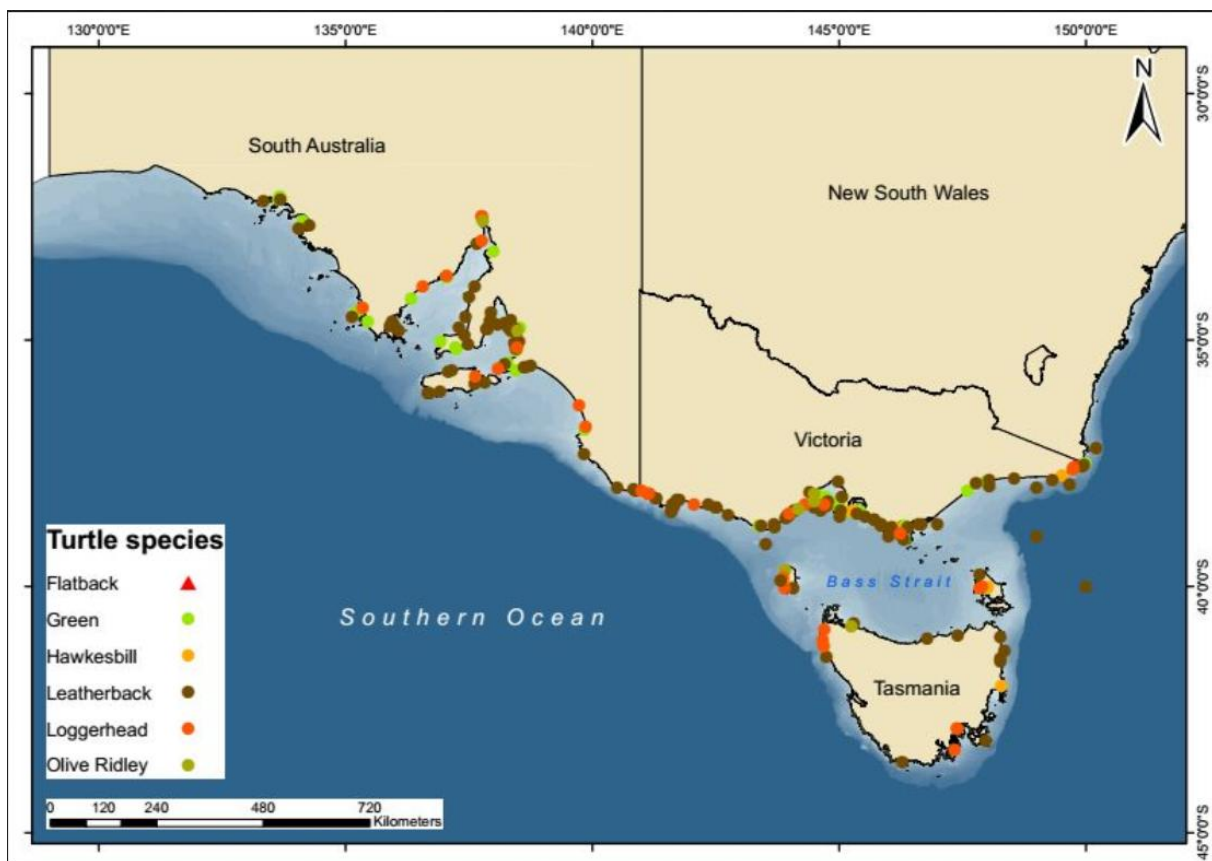 130°0'0"E 135°0'0"E 140°0'0"E 145°0'0"E 150°0'0"E
N
30°0'0"S
South Australia
New South Wales
35°0'0"S
Victoria
Turtle species
Flatback
Green
Hawkesbill
Leatherback
Loggerhead
Olive Ridley
Bass Strait
40°0'0"S
Southern Ocean
Tasmania
0 120 240 480 720
Kilometers
45°0'0"S